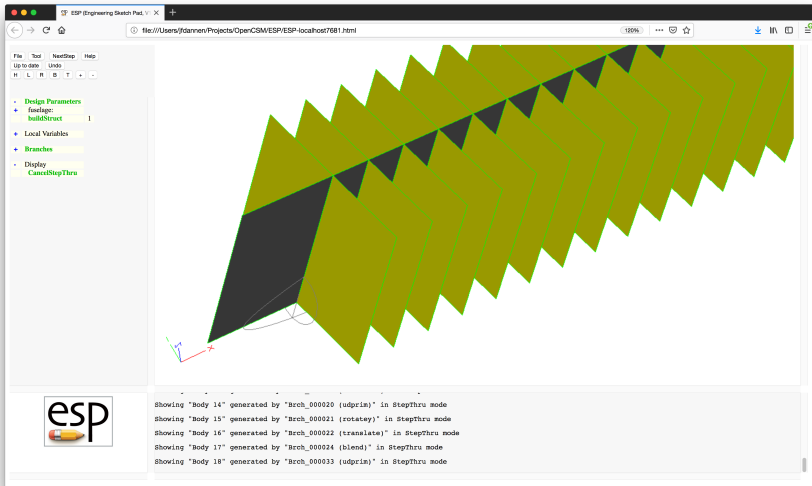 ESP (Engineering Sketch Pad, V
file:///Users/jfdannen/Projects/OpenCSM/ESP/ESP-localhost7681.html
120%
File Tool NextStep Help
Up to date Undo
H L R B T + -
- Design Parameters
+ fuselage:
buildStruct 1
+ Local Variables
+ Branches
- Display
CancelStepThru
X
esp
Showing "Body 14" generated by "Brch_000020 (udprim)" in StepThru mode
Showing "Body 15" generated by "Brch_000021 (rotatey)" in StepThru mode
Showing "Body 16" generated by "Brch_000022 (translate)" in StepThru mode
Showing "Body 17" generated by "Brch_000024 (blend)" in StepThru mode
Showing "Body 18" generated by "Brch_000033 (udprim)" in StepThru mode